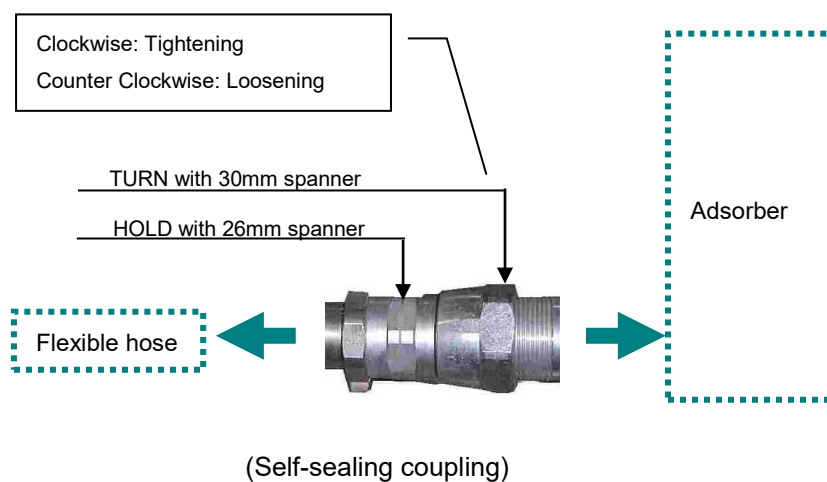 Clockwise: Tightening
Counter Clockwise: Loosening
TURN with 30mm spanner
HOLD with 26mm spanner
Adsorber
Flexible hose
(Self-sealing coupling)